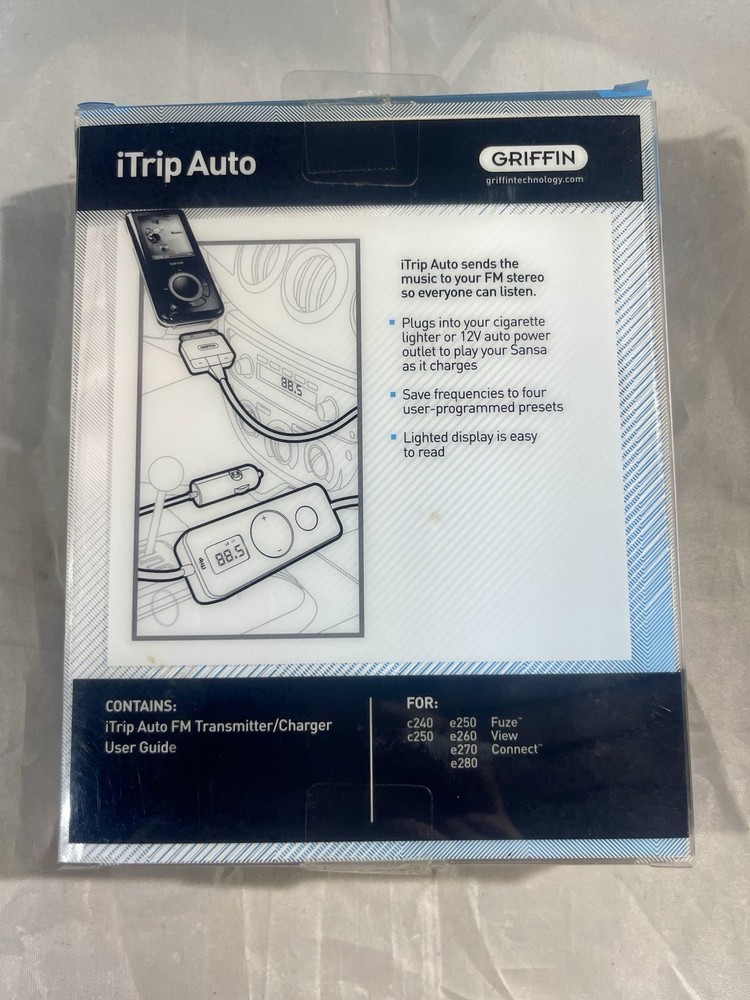 iTrip Auto
GRIFFIN
griffintechnology.com
sansa
GRIFFIN
88.5
88.5
iTrip
iTrip Auto sends the
music to your FM stereo
so everyone can listen.
Plugs into your cigarette
lighter or 12V auto power
outlet to play your Sansa
as it charges
Save frequencies to four
user-programmed presets
Lighted display is easy
to read
CONTAINS:
iTrip Auto FM Transmitter/Charger
User Guide
FOR:
c240 e250 Fuze™
c250 e260 View
e270 Connect™
e280